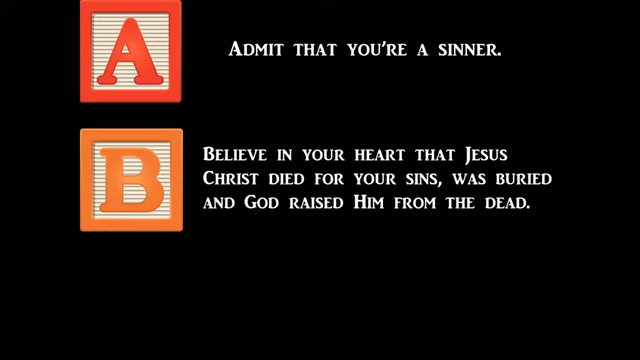 A
Admit that you're a sinner.
B
Believe in your heart that Jesus
Christ died for your sins, was buried
and God raised Him from the dead.